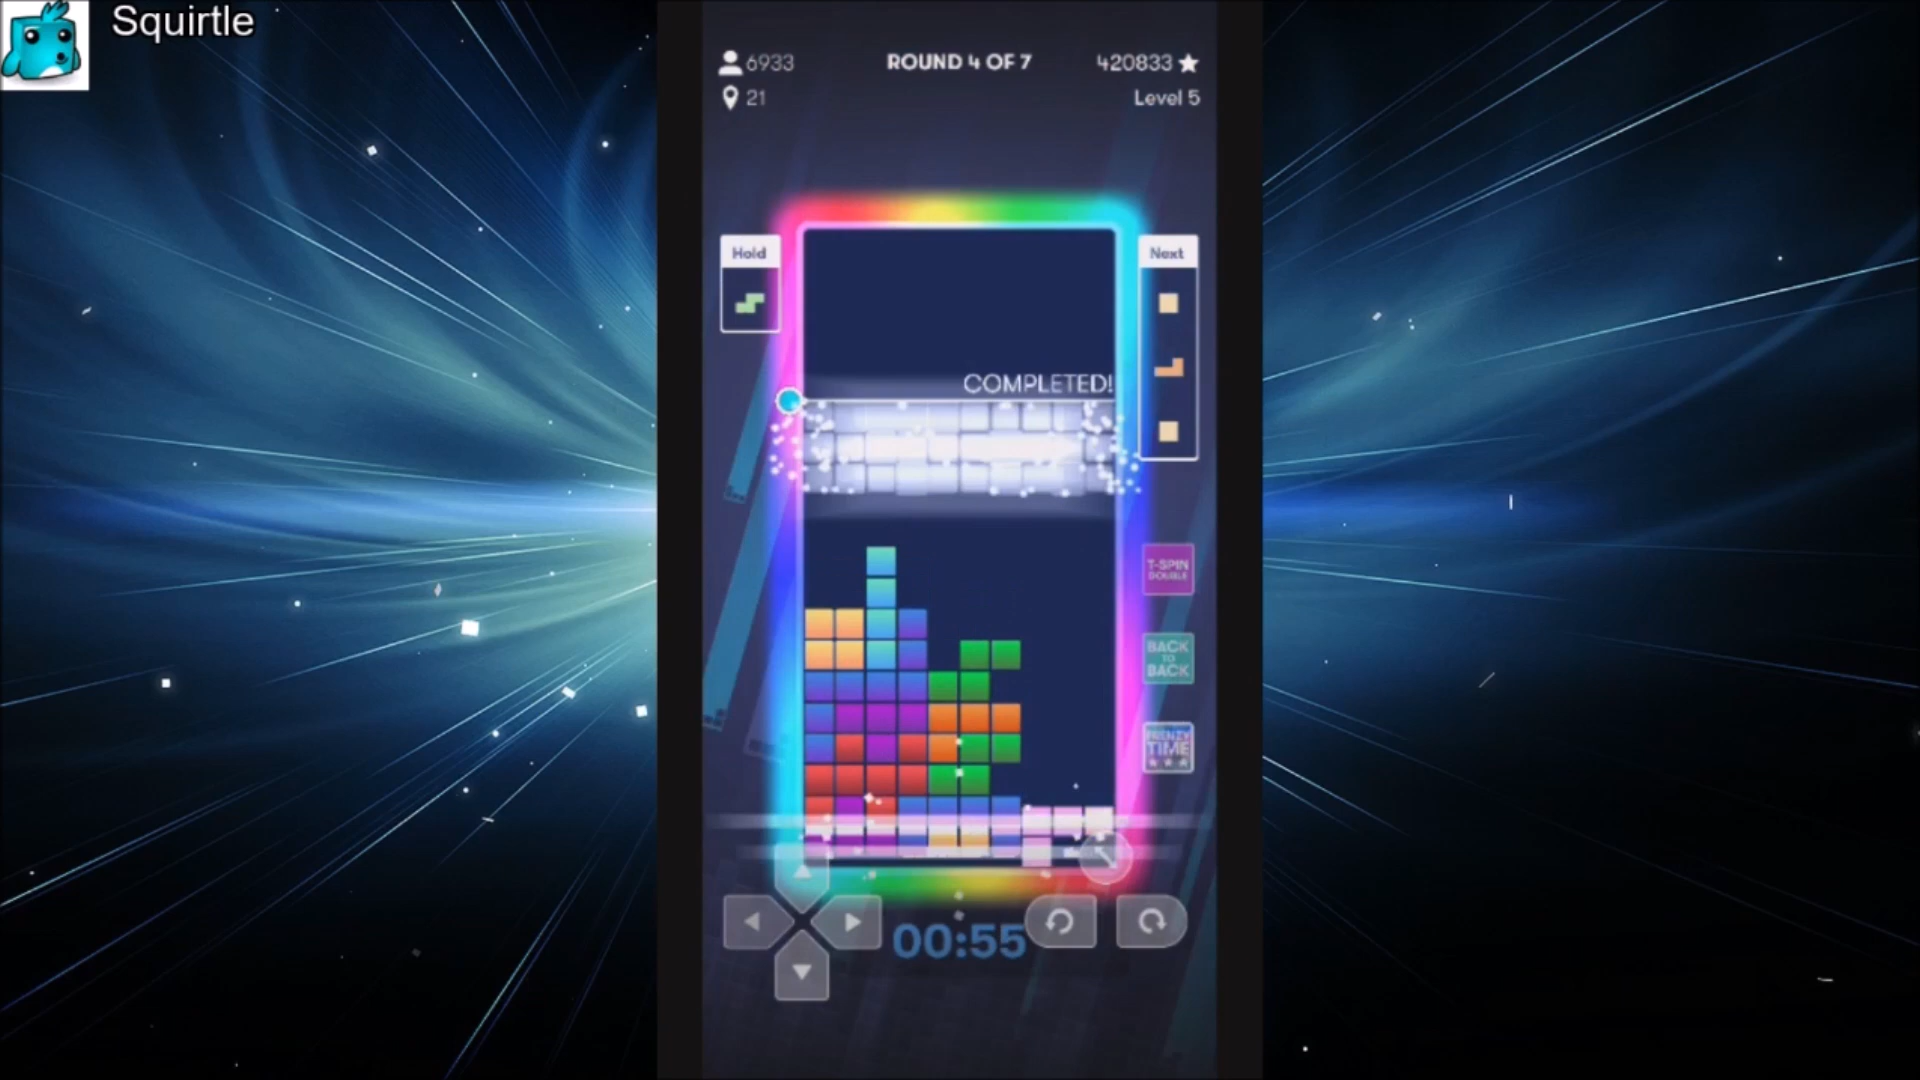 Squirtle
6933
ROUND 4 OF 7
420833
21
Level 5
Hold
Next
COMPLETED!
T-SPIN
DOUBLE
BACK
TO
BACK
FRENZY
TIME
00:55